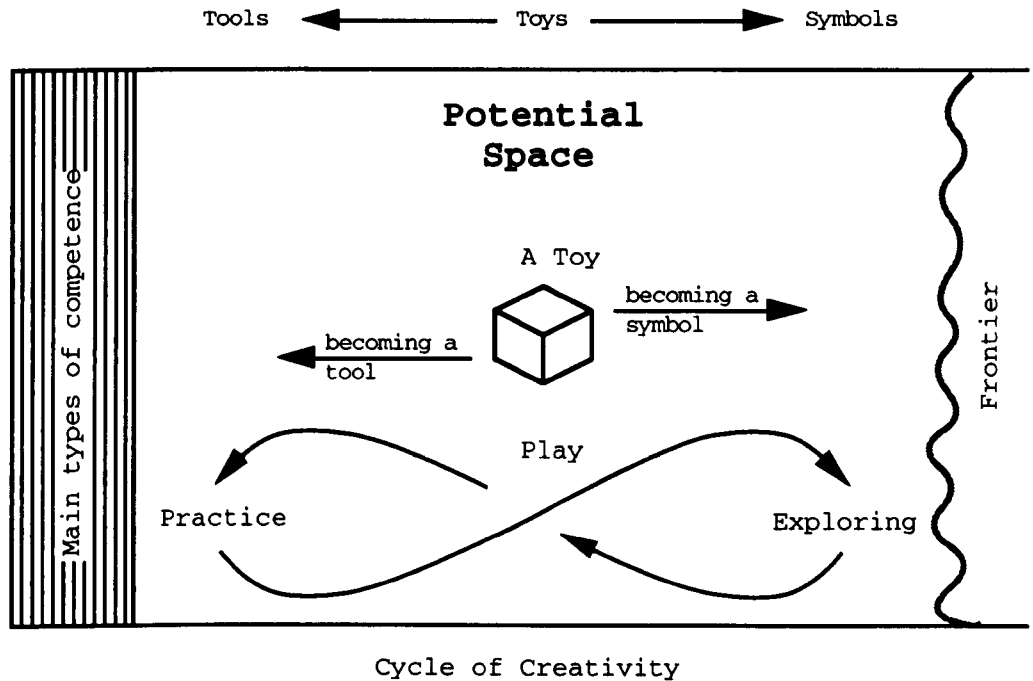 Tools Toys Symbols
Potential
Space
A Toy
becoming a
symbol
becoming a
tool
Main types of competence
Frontier
Play
Practice
Exploring
Cycle of Creativity